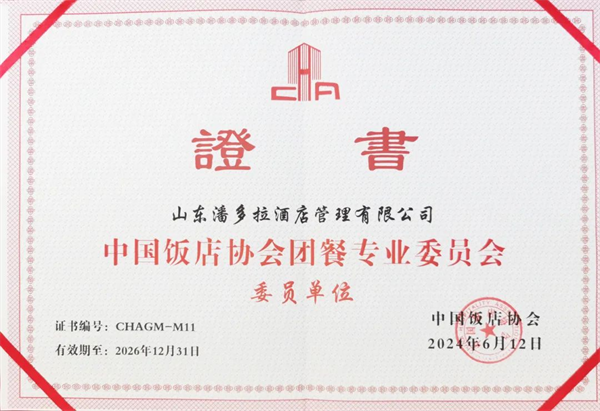 CHA
證書
山东潘多拉酒店管理有限公司
中国饭店协会团餐专业委员会
委员单位
证书编号：CHAGM-M11
有效期至：2026年12月31日
中国饭店协会
2024年6月12日